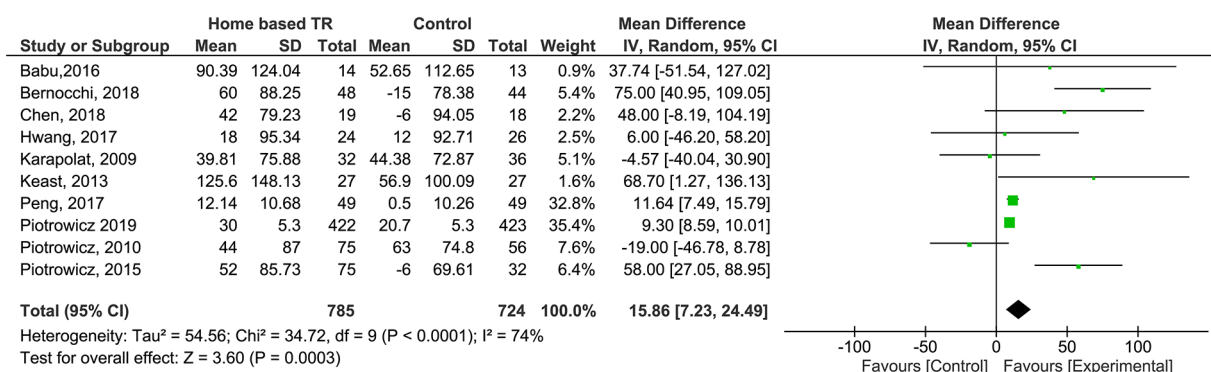 Home based TR Control Mean Difference Mean Difference
Study or Subgroup Mean SD Total Mean SD Total Weight IV, Random, 95% CI IV, Random, 95% CI
Babu,2016 90.39 124.04 14 52.65 112.65 13 0.9% 37.74 [-51.54, 127.02]
Bernocchi, 2018 60 88.25 48 -15 78.38 44 5.4% 75.00 [40.95, 109.05]
Chen, 2018 42 79.23 19 -6 94.05 18 2.2% 48.00 [-8.19, 104.19]
Hwang, 2017 18 95.34 24 12 92.71 26 2.6% 6.00 [-46.20, 58.20]
Karapolat, 2009 39.81 75.88 32 44.38 72.87 36 5.1% -4.57 [-40.04, 30.90]
Keast, 2013 125.6 148.13 27 56.9 100.09 27 1.6% 68.70 [1.27, 136.13]
Peng, 2017 12.14 10.68 49 0.5 10.26 49 32.8% 11.64 [7.49, 15.79]
Piotrowicz 2019 30 5.3 422 20.7 5.3 423 35.4% 9.30 [8.59, 10.01]
Piotrowicz, 2010 44 87 75 63 74.8 56 7.6% -19.00 [-46.78, 8.78]
Piotrowicz, 2015 52 85.73 75 -6 69.61 32 6.4% 58.00 [27.05, 88.95]
Total (95% CI) 785 724 100.0% 15.86 [7.23, 24.49]
Heterogeneity: Tau² = 54.56; Chi² = 34.72, df = 9 (P < 0.0001); I² = 74%
Test for overall effect: Z = 3.60 (P = 0.0003)
-100 -50 0 50 100
Favours [Control] Favours [Experimental]